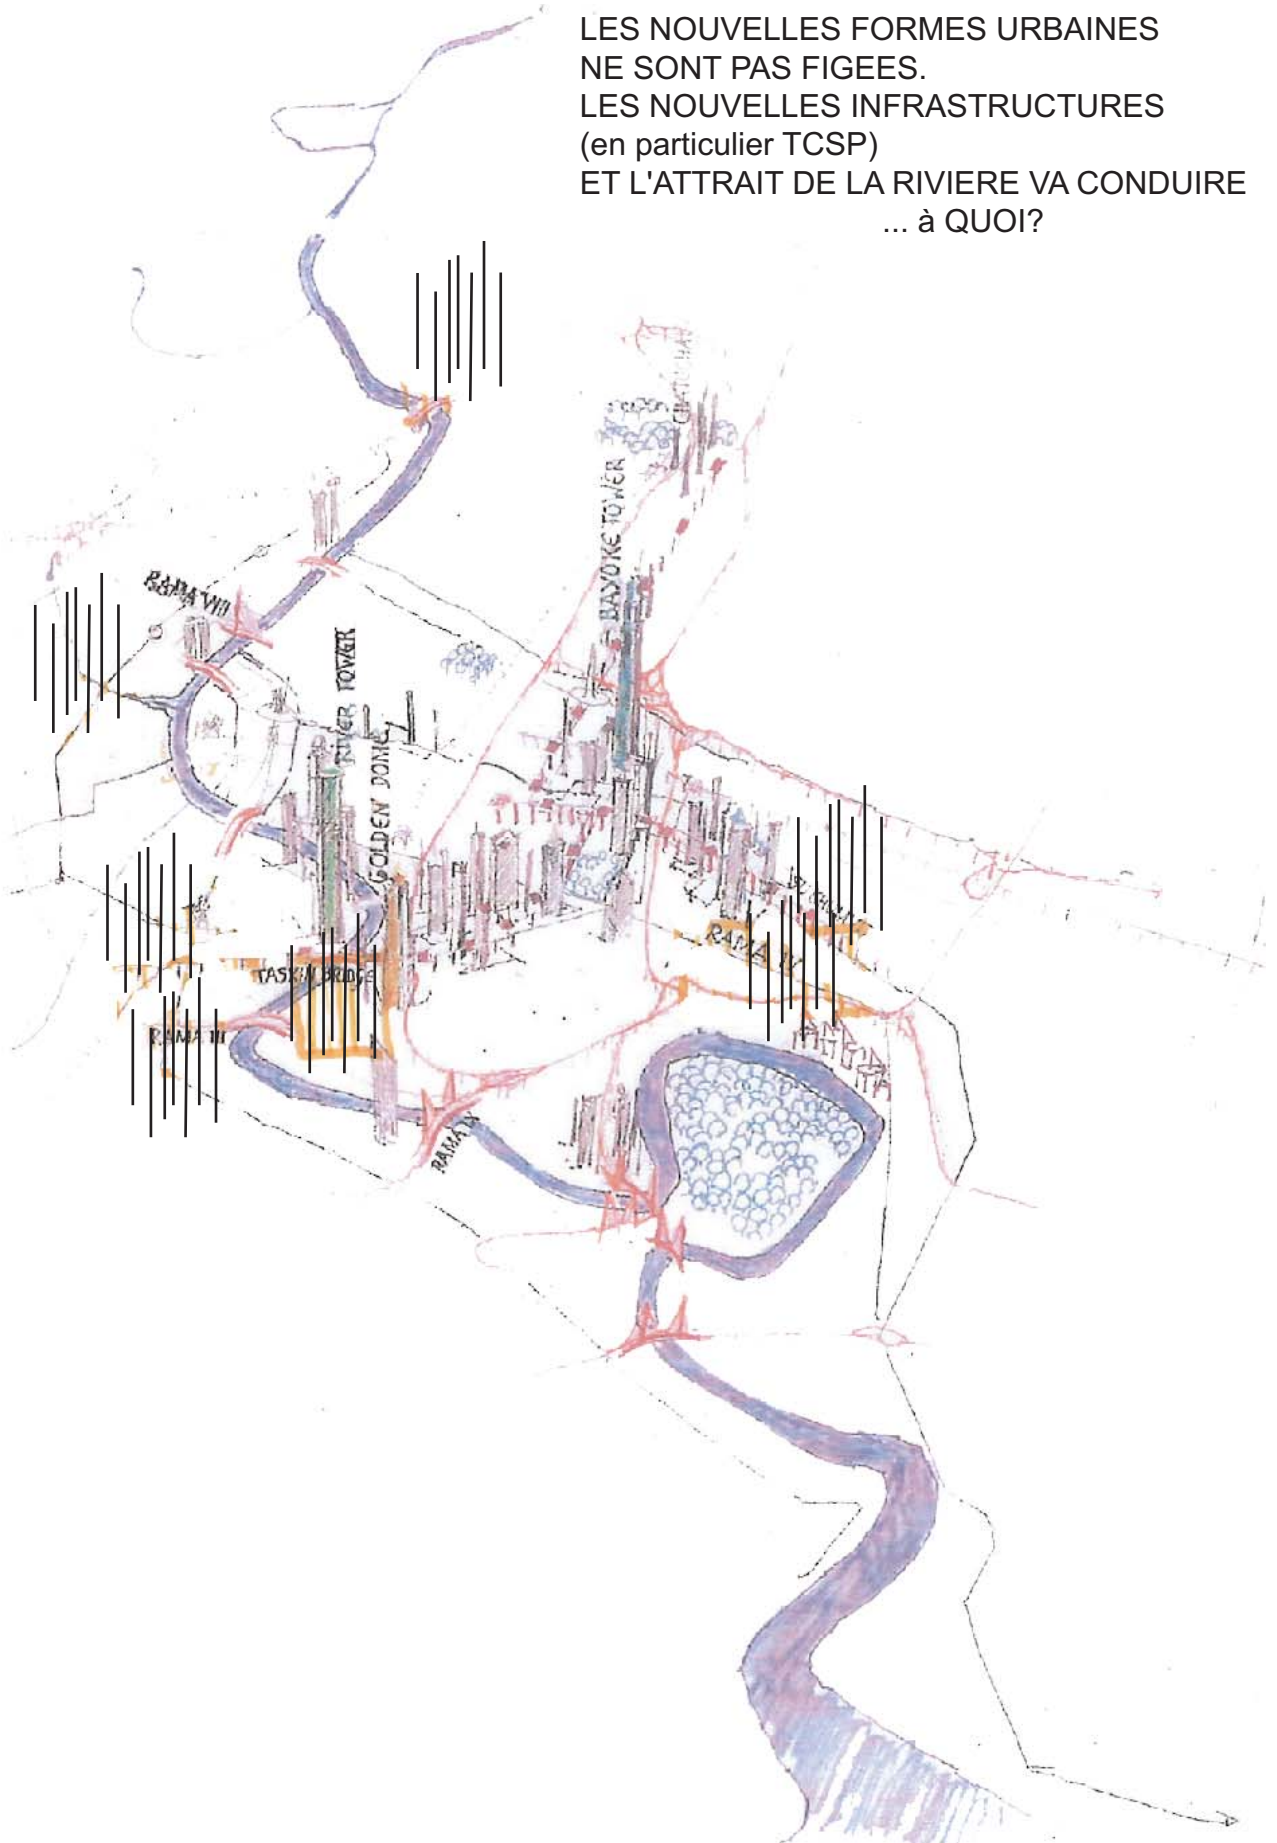 LES NOUVELLES FORMES URBAINES
NE SONT PAS FIGEES.
LES NOUVELLES INFRASTRUCTURES
(en particulier TCSP)
ET L'ATTRAIT DE LA RIVIERE VA CONDUIRE
... à QUOI?
BAYOKE TOWER
RAMA VIII
RIVER TOWER
GOLDEN DOME
RAMA IV
TASKIN BRIDGE
RAMA III
RAMA IX